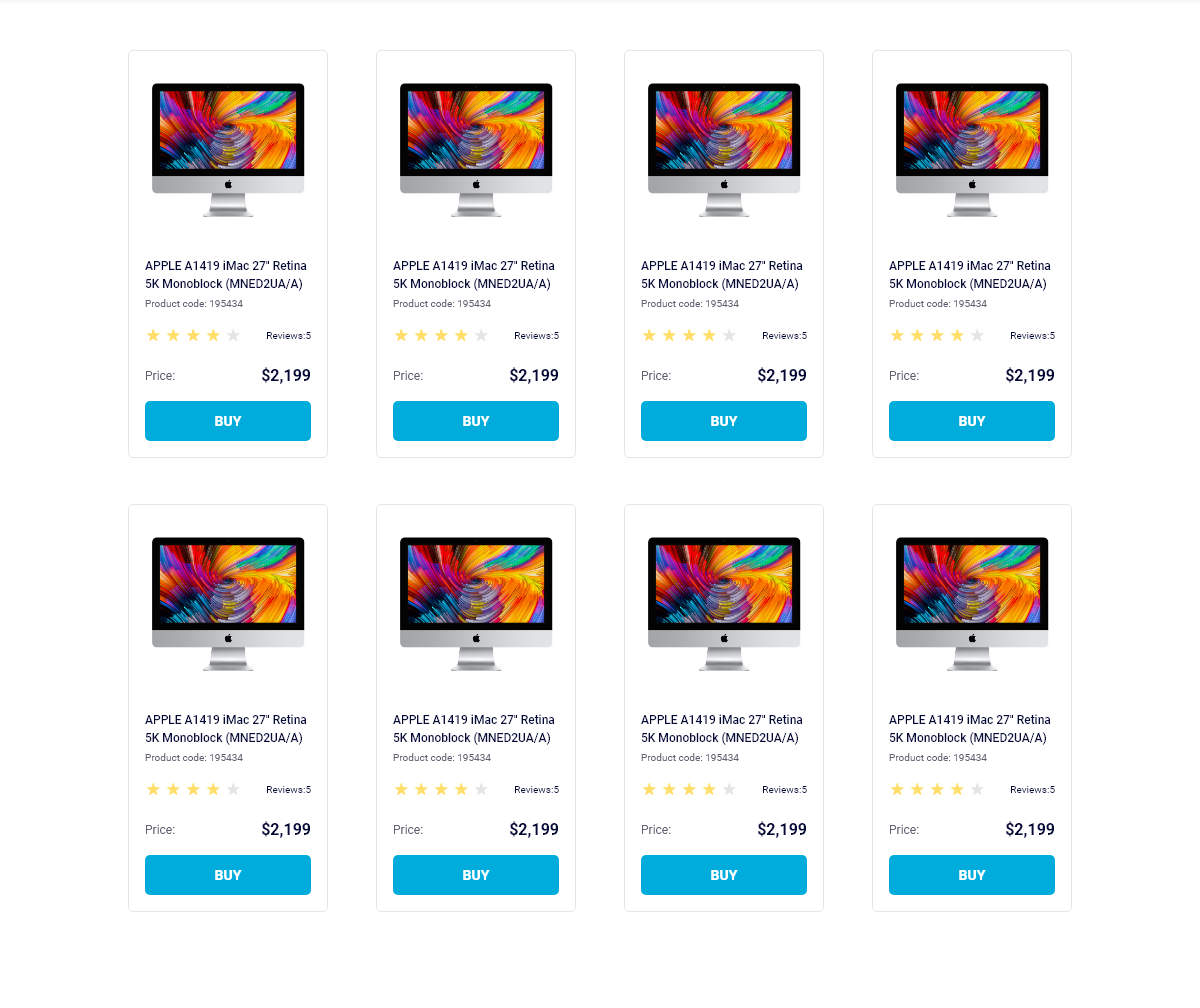 APPLE A1419 iMac 27" Retina
5K Monoblock (MNED2UA/A)
Product code: 195434
Reviews:5
Price: $2,199
BUY
APPLE A1419 iMac 27" Retina
5K Monoblock (MNED2UA/A)
Product code: 195434
Reviews:5
Price: $2,199
BUY
APPLE A1419 iMac 27" Retina
5K Monoblock (MNED2UA/A)
Product code: 195434
Reviews:5
Price: $2,199
BUY
APPLE A1419 iMac 27" Retina
5K Monoblock (MNED2UA/A)
Product code: 195434
Reviews:5
Price: $2,199
BUY
APPLE A1419 iMac 27" Retina
5K Monoblock (MNED2UA/A)
Product code: 195434
Reviews:5
Price: $2,199
BUY
APPLE A1419 iMac 27" Retina
5K Monoblock (MNED2UA/A)
Product code: 195434
Reviews:5
Price: $2,199
BUY
APPLE A1419 iMac 27" Retina
5K Monoblock (MNED2UA/A)
Product code: 195434
Reviews:5
Price: $2,199
BUY
APPLE A1419 iMac 27" Retina
5K Monoblock (MNED2UA/A)
Product code: 195434
Reviews:5
Price: $2,199
BUY